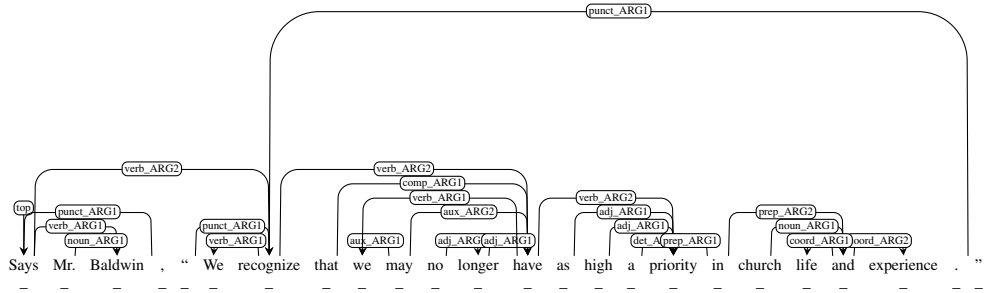 punct_ARG1
verb_ARG2 verb_ARG2
comp_ARG1
verb_ARG1 verb_ARG2
top punct_ARG1 aux_ARG2 adj_ARG1 prep_ARG2
verb_ARG1 punct_ARG1 adj_ARG1 noun_ARG1
noun_ARG1 verb_ARG1 aux_ARG1 adj_ARG1 prep_ARG1 coord_ARG1 oord_ARG2
Says Mr. Baldwin , “ We recognize that we may no longer have as high a priority in church life and experience . ”
_ _ _ _ _ _ _ _ _ _ _ _ _ _ _ _ _ _ _ _ _ _ _ _